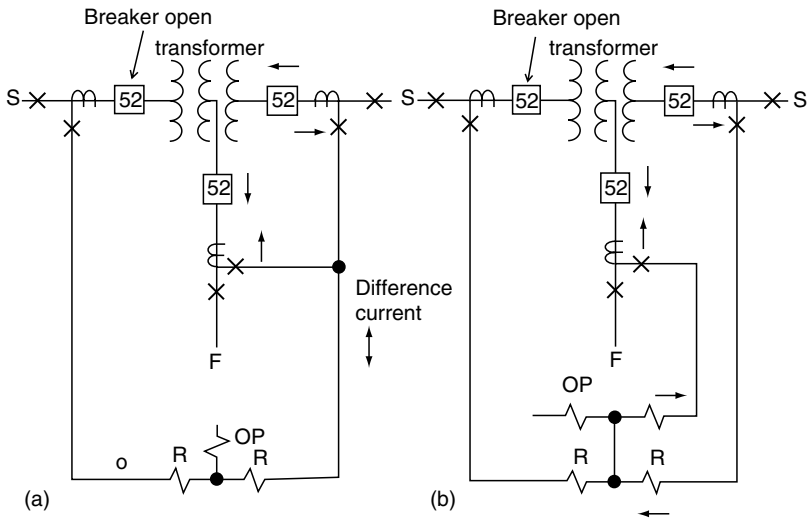 Breaker open
transformer
S
52
52
52
F
Difference
current
o
R
OP
R
(a)
Breaker open
transformer
S
52
52
S
52
F
OP
R
R
(b)